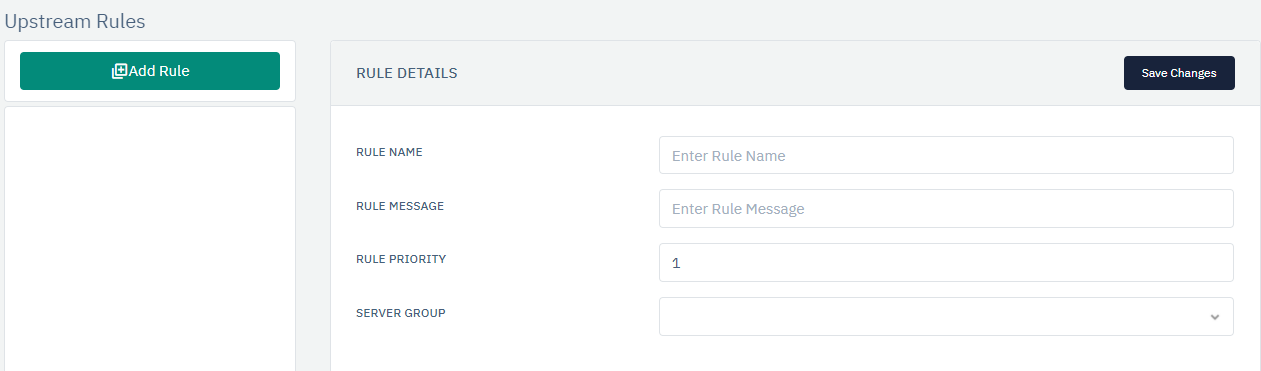 Upstream Rules
Add Rule
RULE DETAILS
Save Changes
RULE NAME
Enter Rule Name
RULE MESSAGE
Enter Rule Message
RULE PRIORITY
1
SERVER GROUP